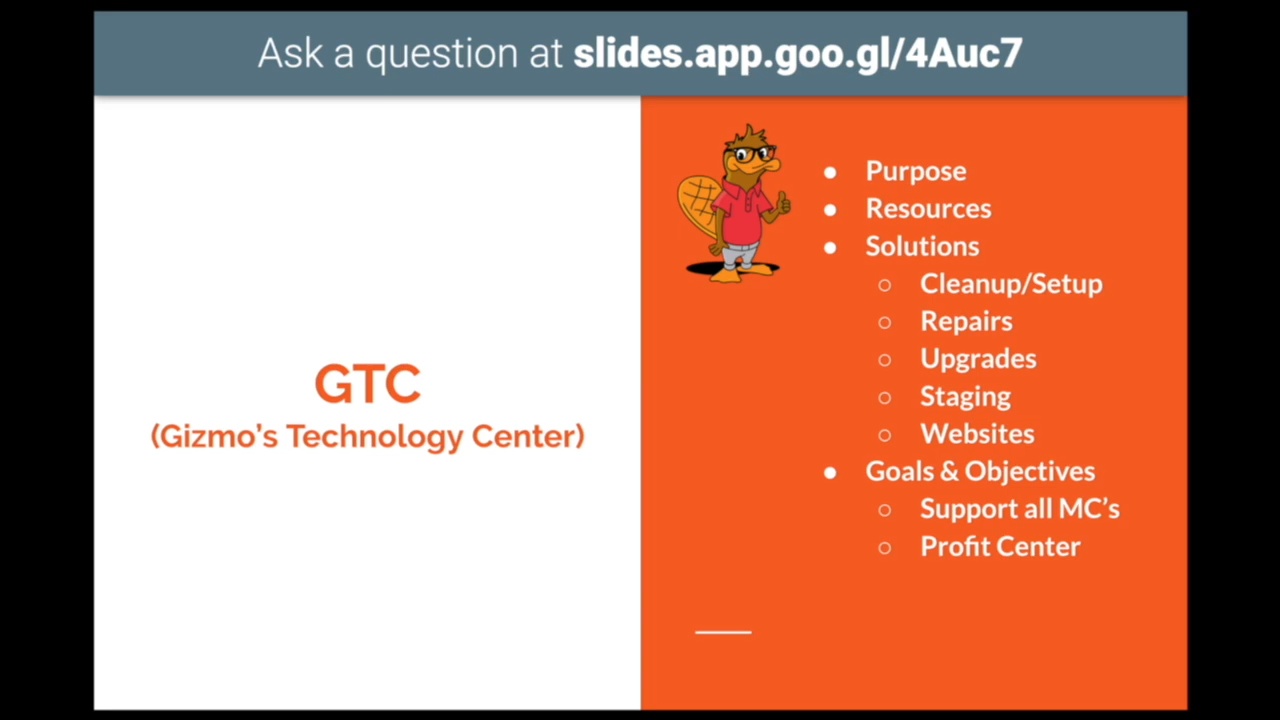 Ask a question at slides.app.goo.gl/4Auc7
GTC
(Gizmo's Technology Center)
● Purpose
● Resources
● Solutions
○ Cleanup/Setup
○ Repairs
○ Upgrades
○ Staging
○ Websites
● Goals & Objectives
○ Support all MC's
○ Profit Center